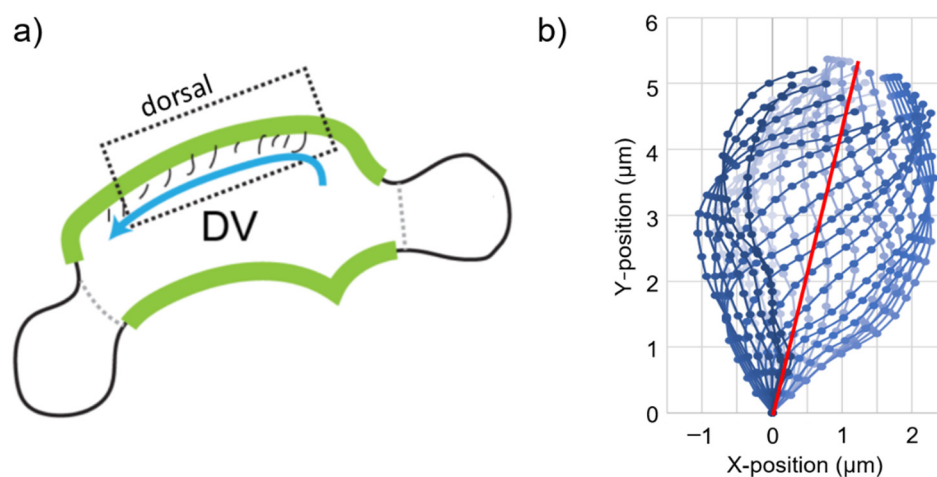 a)
dorsal
DV
b)
Y-position (µm)
6
5
4
3
2
1
0
−1 0 1 2
X-position (µm)